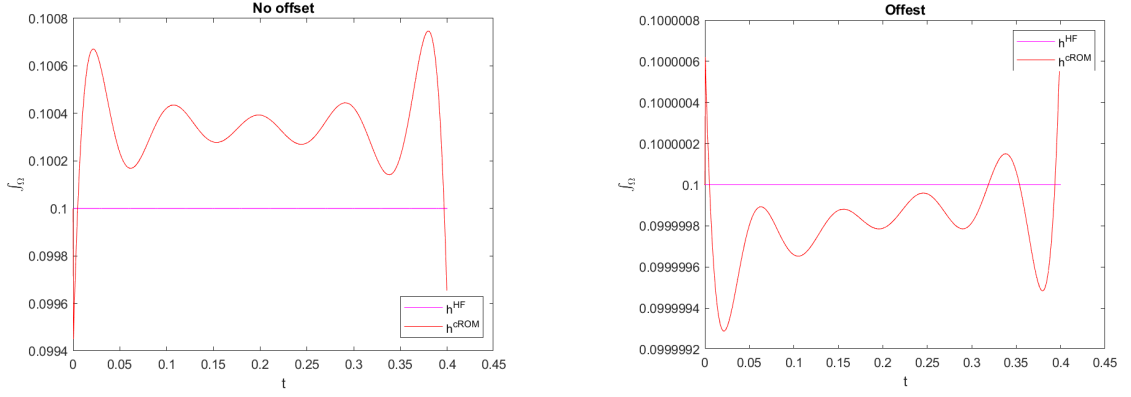 No offset
0.1008
0.1006
0.1004
0.1002
0.1
0.0998
0.0996
0.0994
∫Ω
0 0.05 0.1 0.15 0.2 0.25 0.3 0.35 0.4 0.45
t
h^HF
h^cROM
Offest
0.1000008
0.1000006
0.1000004
0.1000002
0.1
0.0999998
0.0999996
0.0999994
0.0999992
∫Ω
0 0.05 0.1 0.15 0.2 0.25 0.3 0.35 0.4 0.45
t
h^HF
h^cROM